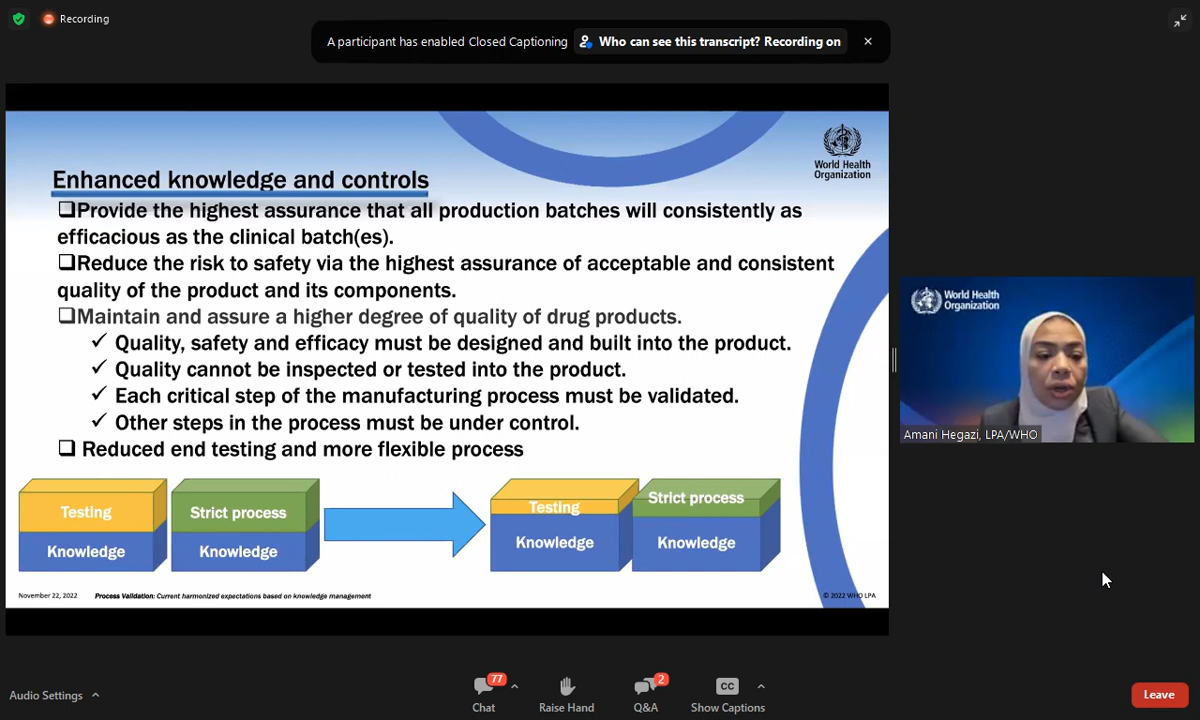 Recording
A participant has enabled Closed Captioning
Who can see this transcript? Recording on
World Health
Organization
Enhanced knowledge and controls
❑Provide the highest assurance that all production batches will consistently as
efficacious as the clinical batch(es).
❑Reduce the risk to safety via the highest assurance of acceptable and consistent
quality of the product and its components.
❑Maintain and assure a higher degree of quality of drug products.
✓ Quality, safety and efficacy must be designed and built into the product.
✓ Quality cannot be inspected or tested into the product.
✓ Each critical step of the manufacturing process must be validated.
✓ Other steps in the process must be under control.
❑ Reduced end testing and more flexible process
Testing
Knowledge
Strict process
Knowledge
Testing
Knowledge
Strict process
Knowledge
November 22, 2022
Process Validation: Current harmonized expectations based on knowledge management
© 2022 WHO LPA
World Health
Organization
Amani Hegazi, LPA/WHO
Audio Settings
77
Chat
Raise Hand
2
Q&A
CC
Show Captions
Leave